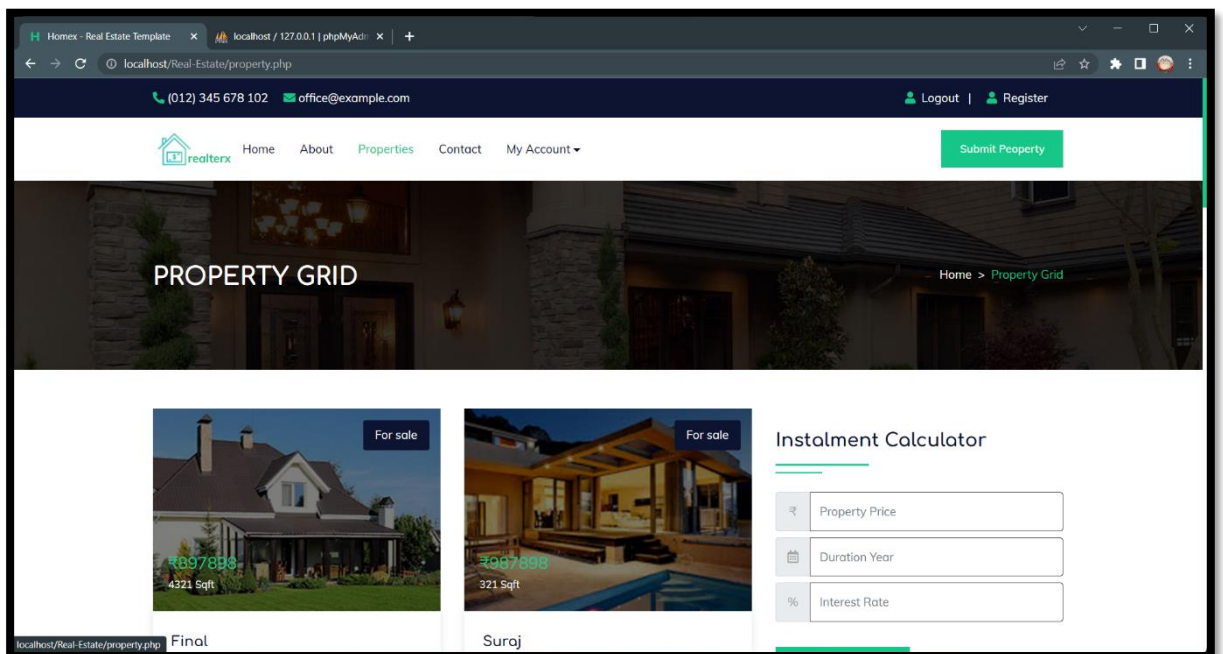 Homex - Real Estate Template
localhost / 127.0.0.1 | phpMyAdm
localhost/Real-Estate/property.php
(012) 345 678 102 office@example.com Logout | Register
realterx Home About Properties Contact My Account Submit Peoperty
PROPERTY GRID
Home > Property Grid
For sale
₹897898
4321 Sqft
Final
For sale
₹987898
321 Sqft
Suraj
Instalment Calculator
₹ Property Price
Duration Year
% Interest Rate
localhost/Real-Estate/property.php